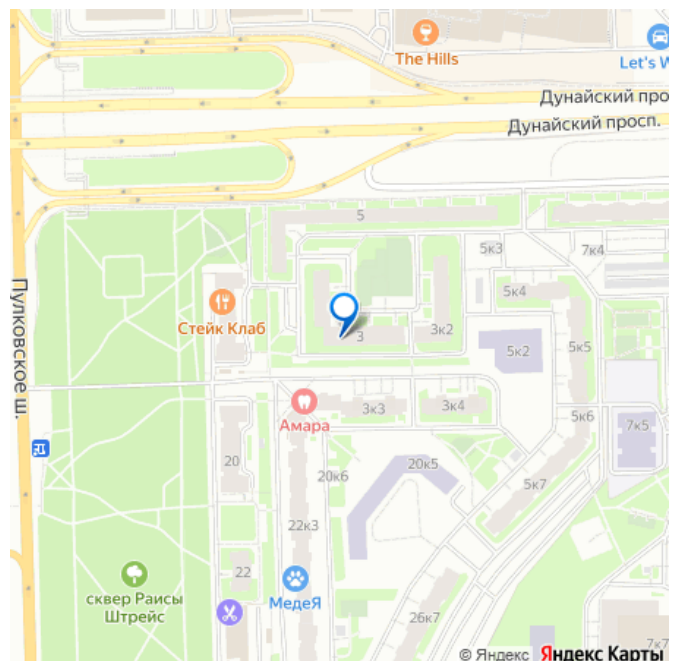 The Hills
Let's W
Дунайский про
Дунайский просп.
5
5к3
7к4
5к4
Стейк Клаб
3
3к2
5к2
5к5
Пулковское ш.
3к3
3к4
5к6
Амара
7к5
20
20к6
20к5
5к7
22к3
22
МедеЯ
сквер Раисы
Штрейс
26к7
7к7
© Яндекс Яндекс Карты